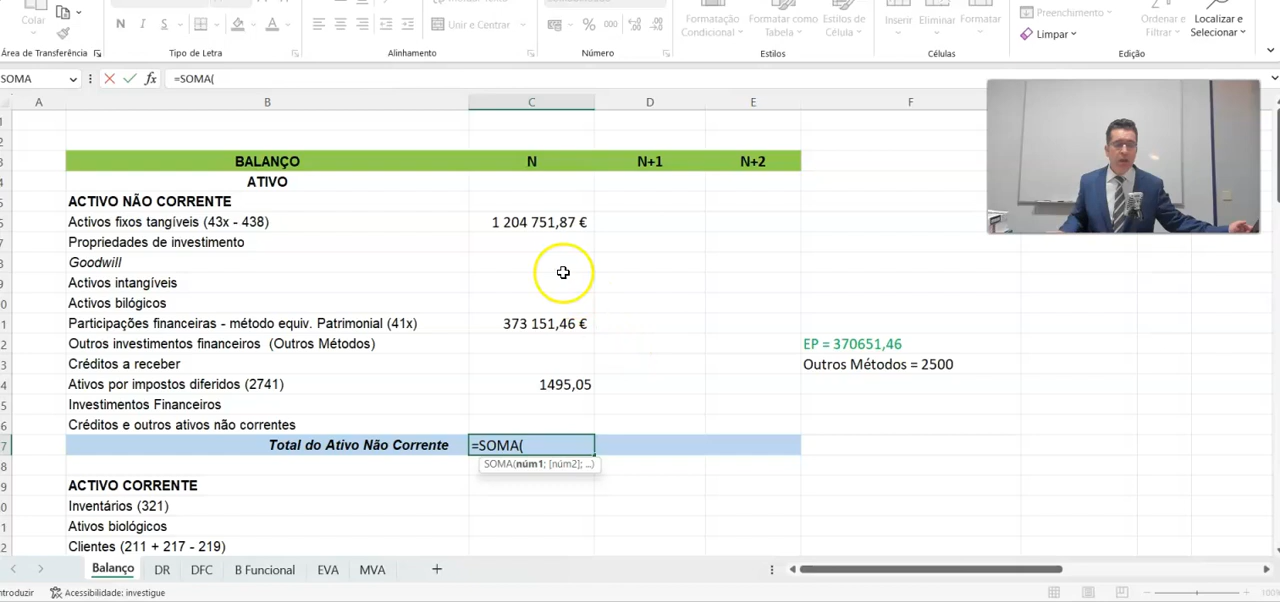 Colar
Área de Transferência
N I S
Tipo de Letra
Unir e Centrar
Alinhamento
% 000
Número
Formatação Condicional
Formatar como Tabela
Estilos de Célula
Estilos
Inserir Eliminar Formatar
Células
Preenchimento
Limpar
Ordenar e Filtrar
Localizar e Selecionar
Edição
SOMA fx =SOMA(
A B C D E F
BALANÇO N N+1 N+2
ATIVO
ACTIVO NÃO CORRENTE
Activos fixos tangíveis (43x - 438) 1 204 751,87 €
Propriedades de investimento
Goodwill
Activos intangíveis
Activos bilógicos
Participações financeiras - método equiv. Patrimonial (41x) 373 151,46 €
Outros investimentos financeiros (Outros Métodos) EP = 370651,46
Créditos a receber Outros Métodos = 2500
Ativos por impostos diferidos (2741) 1495,05
Investimentos Financeiros
Créditos e outros ativos não correntes
Total do Ativo Não Corrente =SOMA(
SOMA(núm1; [núm2]; ...)
ACTIVO CORRENTE
Inventários (321)
Ativos biológicos
Clientes (211 + 217 - 219)
Balanço DR DFC B Funcional EVA MVA
Acessibilidade: investigue